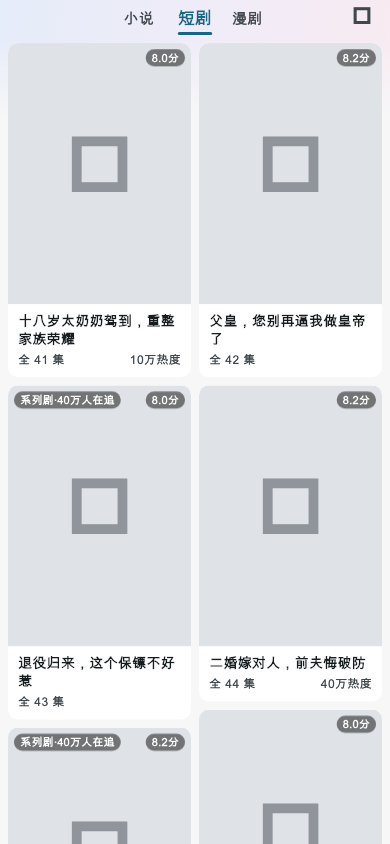 小说
短剧
漫剧
8.0分
8.2分
十八岁太奶奶驾到，重整
家族荣耀
全 41 集
10万热度
父皇，您别再逼我做皇帝
了
全 42 集
系列剧·40万人在追
8.0分
8.2分
退役归来，这个保镖不好
惹
全 43 集
二婚嫁对人，前夫悔破防
全 44 集
40万热度
系列剧·40万人在追
8.2分
8.0分